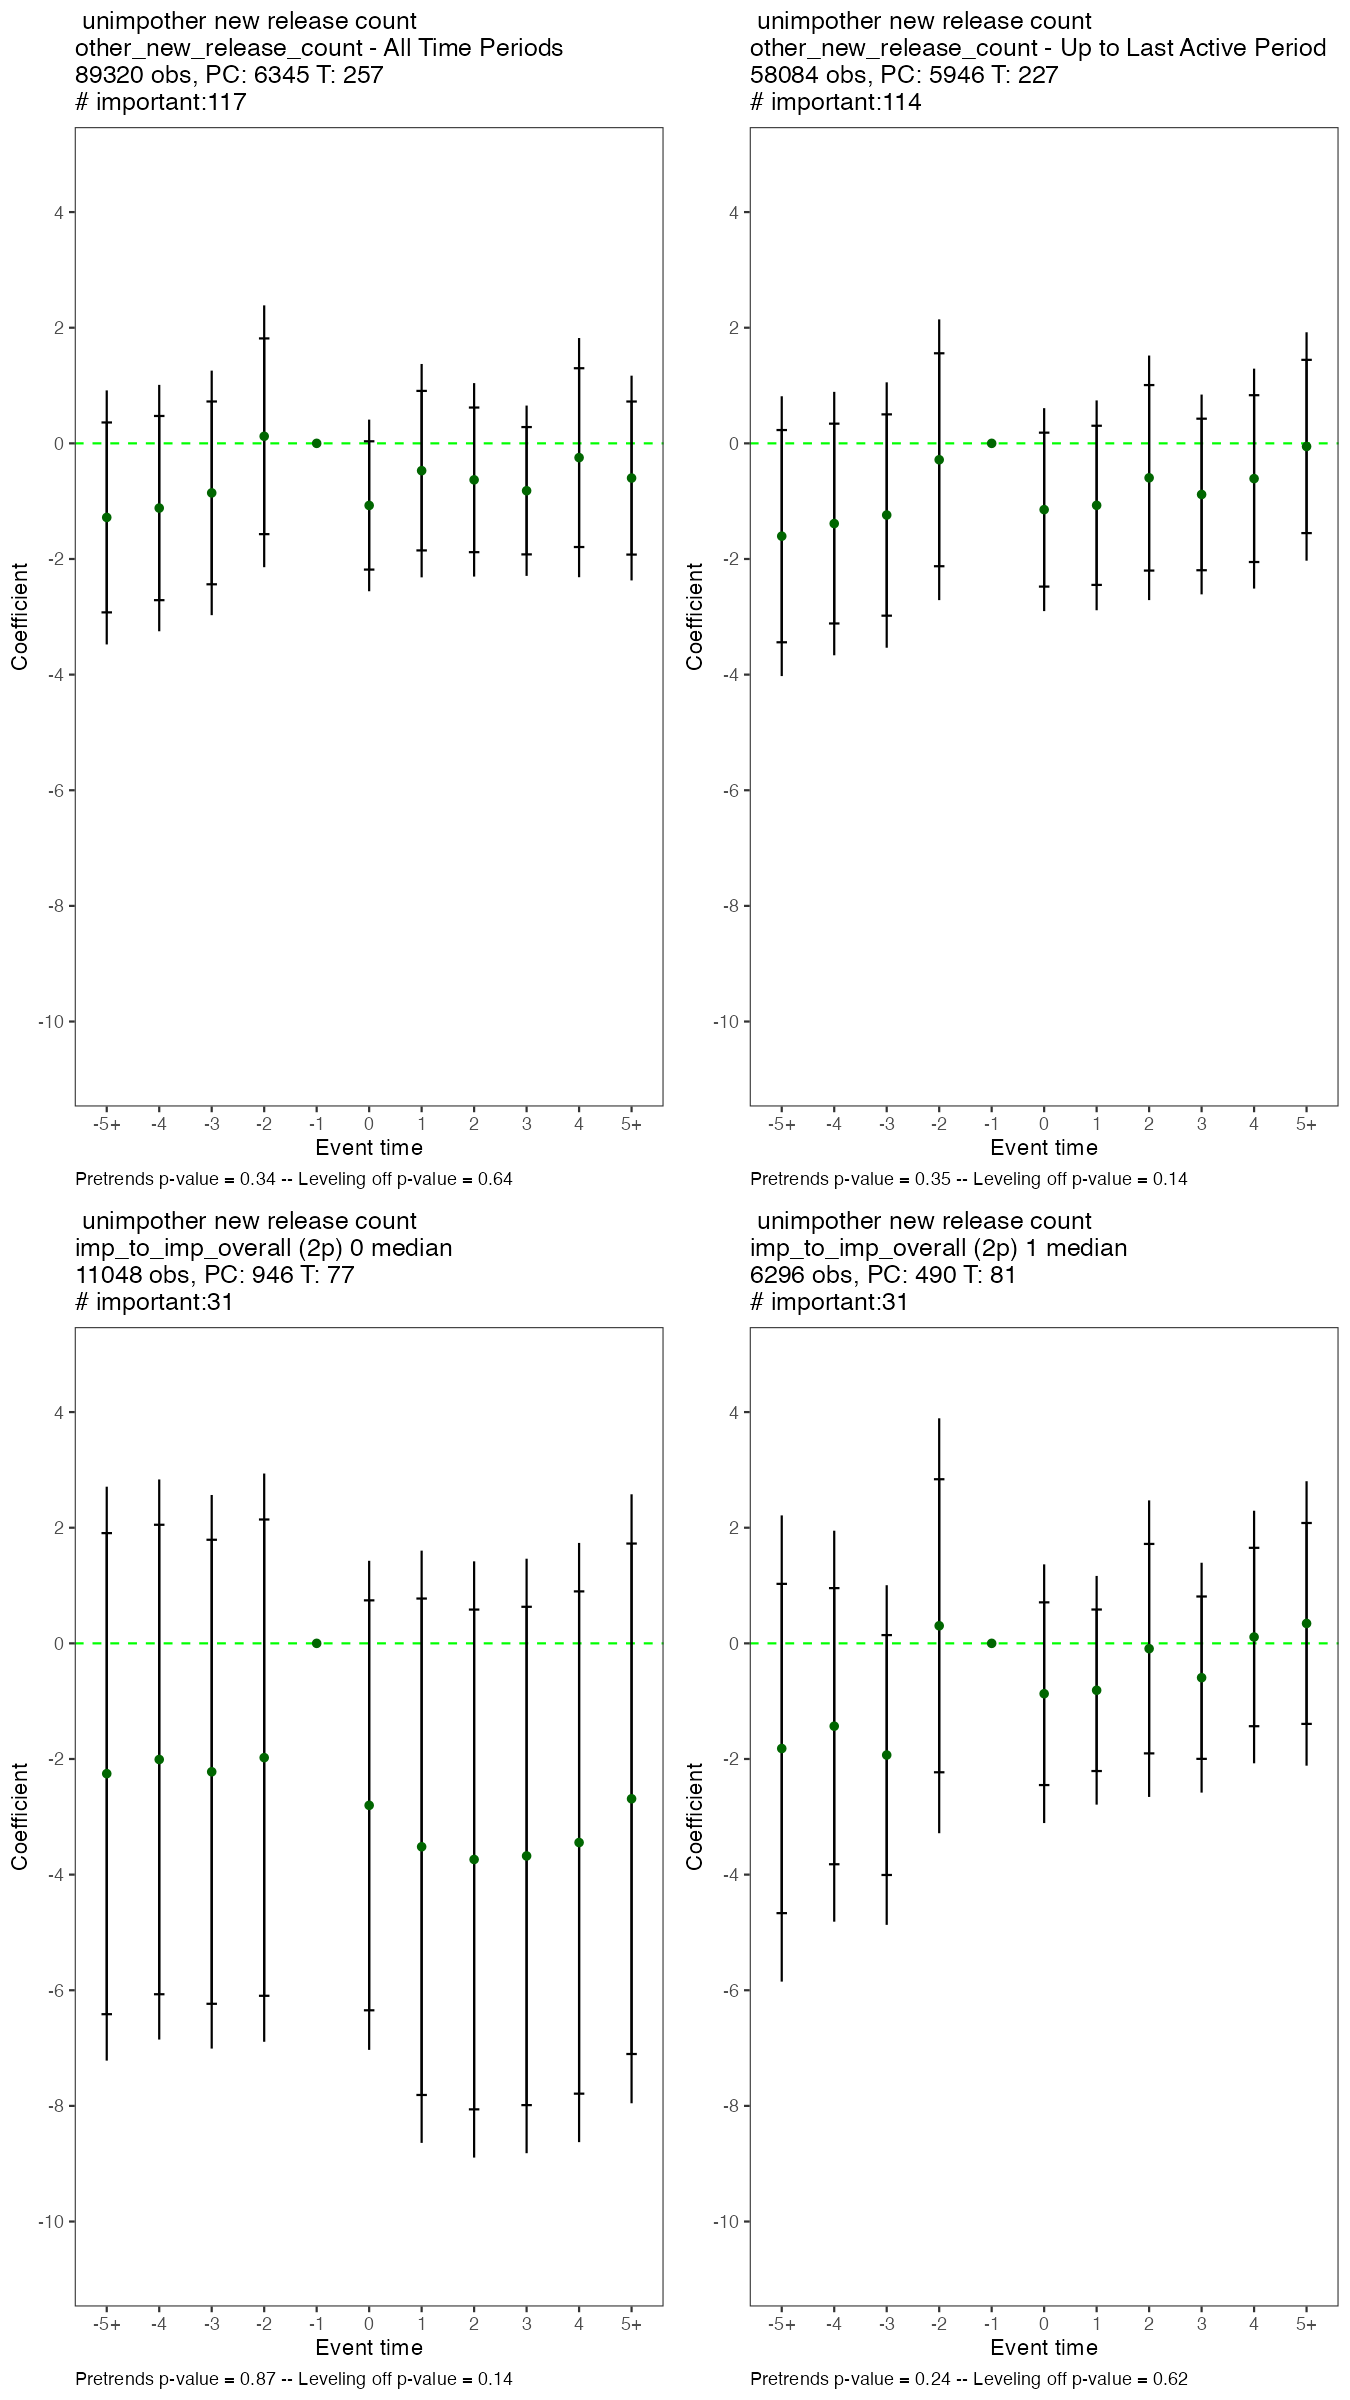 unimpother new release count
other_new_release_count - All Time Periods
89320 obs, PC: 6345 T: 257
# important:117
4
2
0
-2
-4
-6
-8
-10
Coefficient
-5+ -4 -3 -2 -1 0 1 2 3 4 5+
Event time
Pretrends p-value = 0.34 -- Leveling off p-value = 0.64
unimpother new release count
other_new_release_count - Up to Last Active Period
58084 obs, PC: 5946 T: 227
# important:114
4
2
0
-2
-4
-6
-8
-10
Coefficient
-5+ -4 -3 -2 -1 0 1 2 3 4 5+
Event time
Pretrends p-value = 0.35 -- Leveling off p-value = 0.14
unimpother new release count
imp_to_imp_overall (2p) 0 median
11048 obs, PC: 946 T: 77
# important:31
4
2
0
-2
-4
-6
-8
-10
Coefficient
-5+ -4 -3 -2 -1 0 1 2 3 4 5+
Event time
Pretrends p-value = 0.87 -- Leveling off p-value = 0.14
unimpother new release count
imp_to_imp_overall (2p) 1 median
6296 obs, PC: 490 T: 81
# important:31
4
2
0
-2
-4
-6
-8
-10
Coefficient
-5+ -4 -3 -2 -1 0 1 2 3 4 5+
Event time
Pretrends p-value = 0.24 -- Leveling off p-value = 0.62